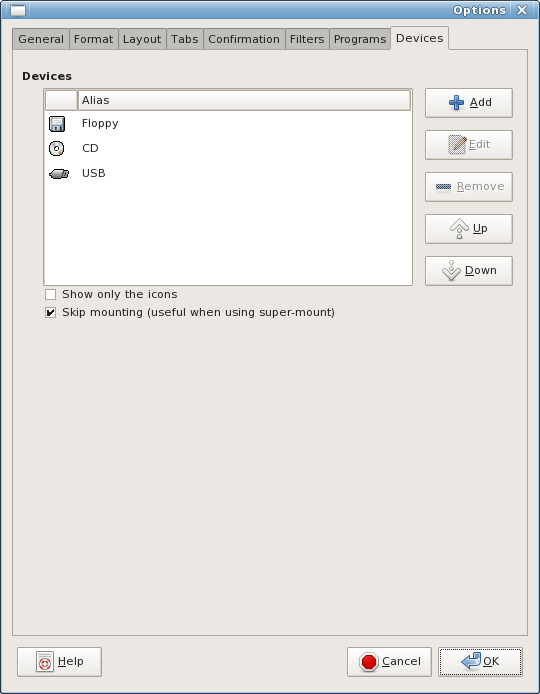 Options
General Format Layout Tabs Confirmation Filters Programs Devices
Devices
Alias
Floppy
CD
USB
Add
Edit
Remove
Up
Down
Show only the icons
Skip mounting (useful when using super-mount)
Help Cancel OK